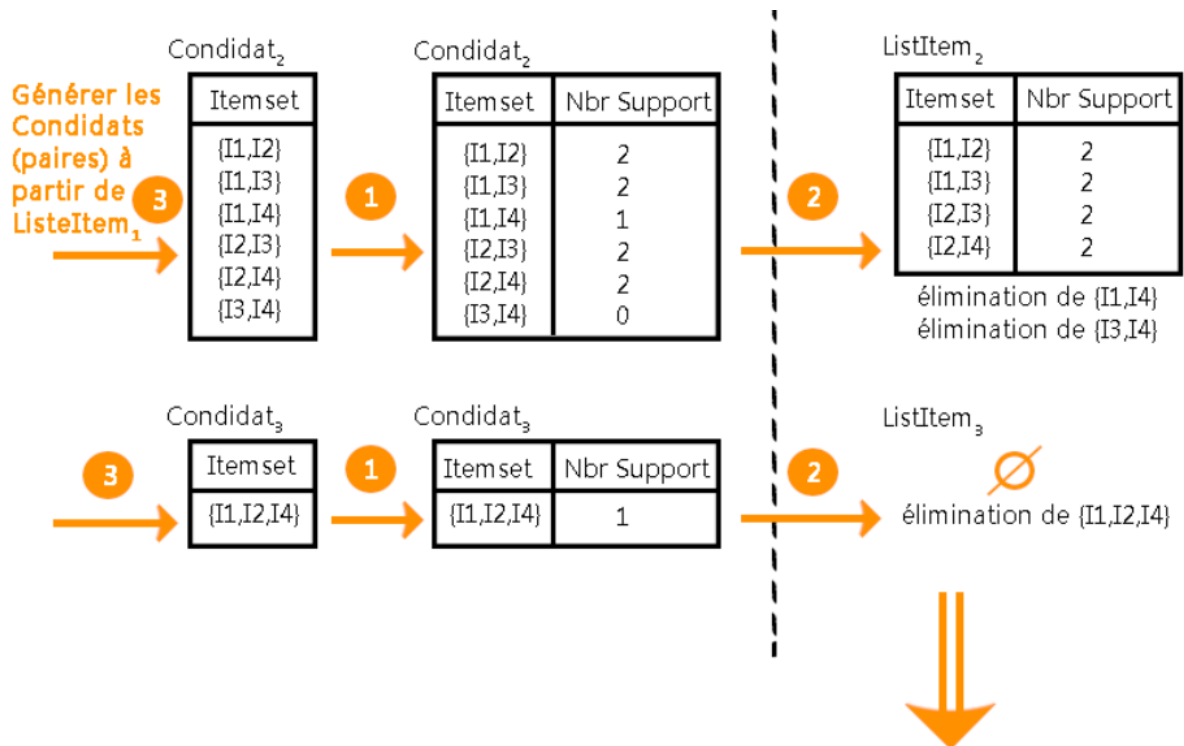 Condidat2
Condidat2
ListItem2
Générer les
Condidats
(paires) à
partir de
ListeItem1
3
Itemset
{I1,I2}
{I1,I3}
{I1,I4}
{I2,I3}
{I2,I4}
{I3,I4}
1
Itemset Nbr Support
{I1,I2} 2
{I1,I3} 2
{I1,I4} 1
{I2,I3} 2
{I2,I4} 2
{I3,I4} 0
2
Itemset Nbr Support
{I1,I2} 2
{I1,I3} 2
{I2,I3} 2
{I2,I4} 2
élimination de {I1,I4}
élimination de {I3,I4}
Condidat3
Condidat3
ListItem3
3
Itemset
{I1,I2,I4}
1
Itemset Nbr Support
{I1,I2,I4} 1
2
∅
élimination de {I1,I2,I4}